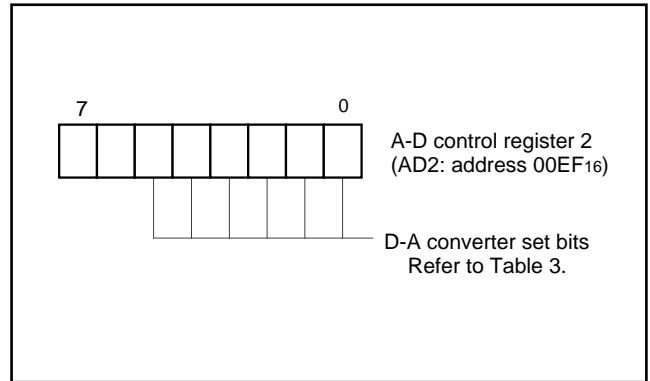 7 0
A-D control register 2
(AD2: address 00EF16)
D-A converter set bits
Refer to Table 3.